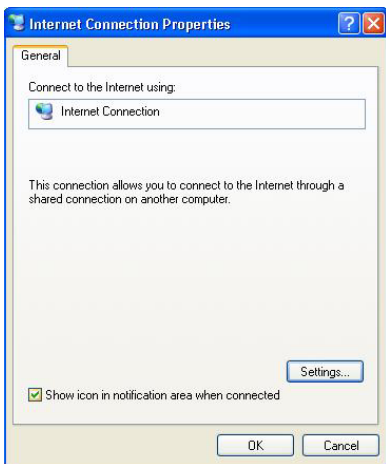 Internet Connection Properties
General
Connect to the Internet using:
Internet Connection
This connection allows you to connect to the Internet through a
shared connection on another computer.
Settings...
Show icon in notification area when connected
OK
Cancel